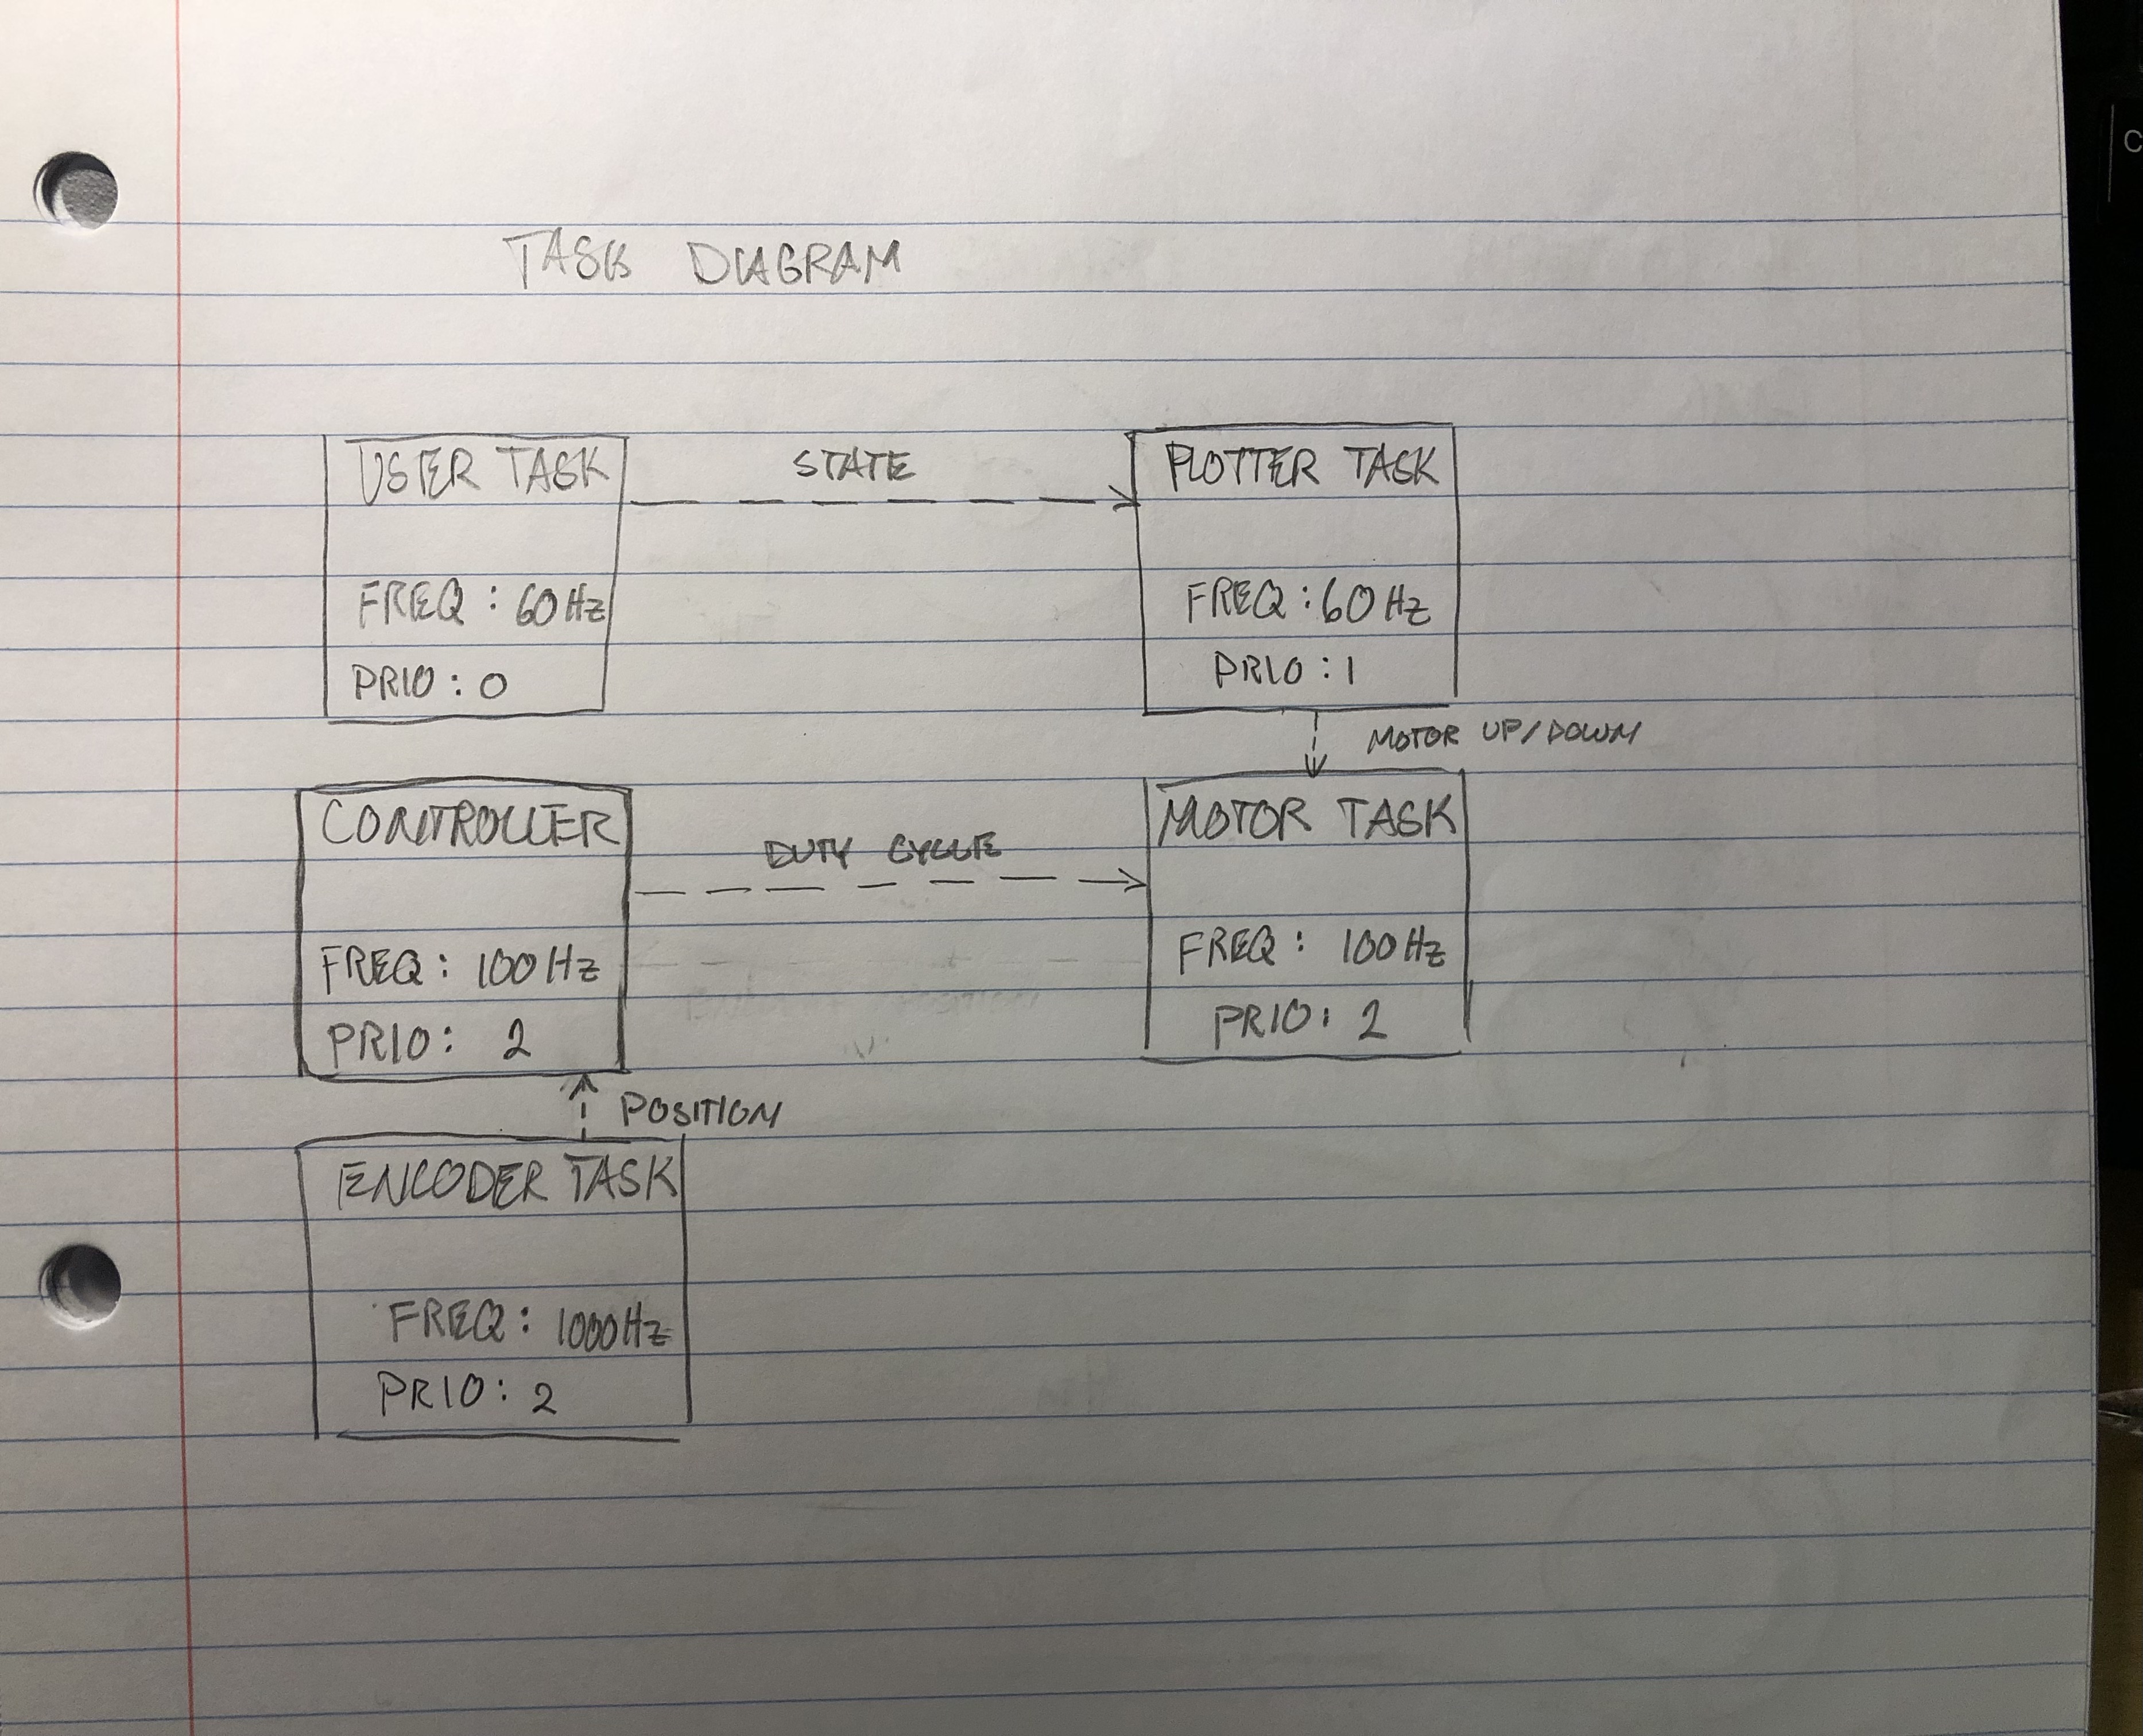 TASK DIAGRAM
USER TASK
FREQ : 60 Hz
PRIO : 0
STATE
PLOTTER TASK
FREQ : 60 Hz
PRIO : 1
MOTOR UP/DOWN
CONTROLLER
FREQ : 100 Hz
PRIO : 2
DUTY CYCLE
MOTOR TASK
FREQ : 100 Hz
PRIO : 2
POSITION
ENCODER TASK
FREQ : 1000 Hz
PRIO : 2
C